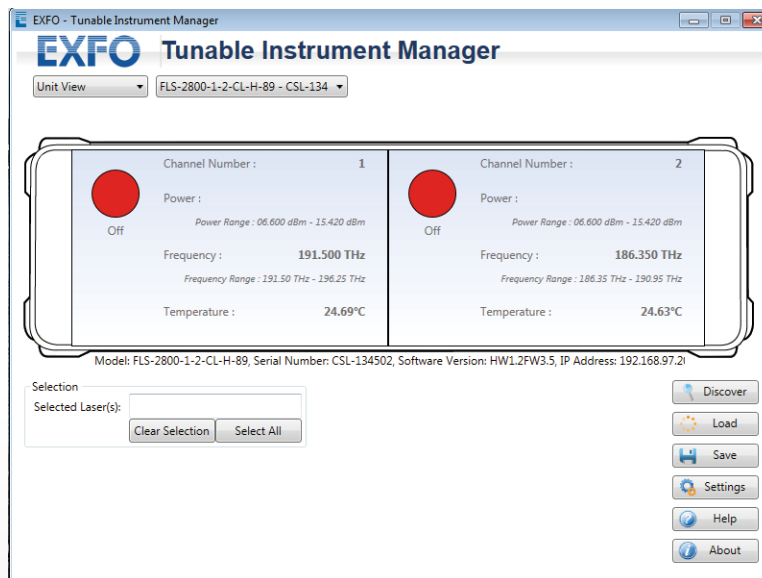 EXFO - Tunable Instrument Manager
EXFO Tunable Instrument Manager
Unit View FLS-2800-1-2-CL-H-89 - CSL-134
Channel Number : 1
Power :
Power Range : 06.600 dBm - 15.420 dBm
Off
Frequency : 191.500 THz
Frequency Range : 191.50 THz - 196.25 THz
Temperature : 24.69°C
Channel Number : 2
Power :
Power Range : 06.600 dBm - 15.420 dBm
Off
Frequency : 186.350 THz
Frequency Range : 186.35 THz - 190.95 THz
Temperature : 24.63°C
Model: FLS-2800-1-2-CL-H-89, Serial Number: CSL-134502, Software Version: HW1.2FW3.5, IP Address: 192.168.97.2
Selection
Selected Laser(s):
Clear Selection Select All
Discover
Load
Save
Settings
Help
About